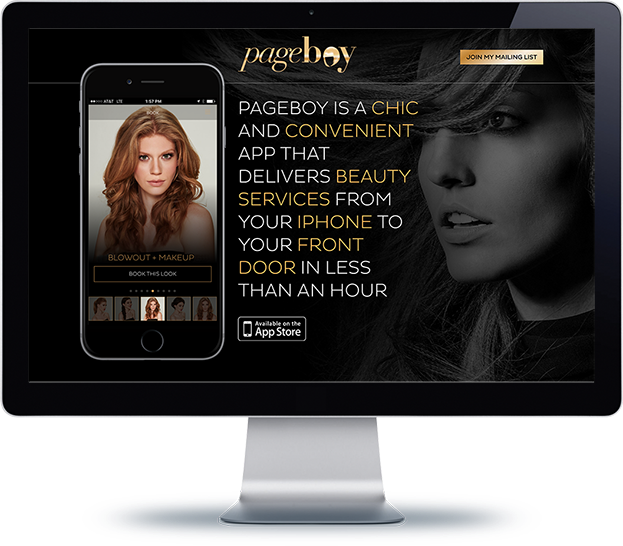 pageboy
JOIN MY MAILING LIST
AT&T LTE
1:57 PM
BLOWOUT + MAKEUP
BOOK THIS LOOK
PAGEBOY IS A CHIC
AND CONVENIENT
APP THAT
DELIVERS BEAUTY
SERVICES FROM
YOUR IPHONE TO
YOUR FRONT
DOOR IN LESS
THAN AN HOUR
Available on the
App Store